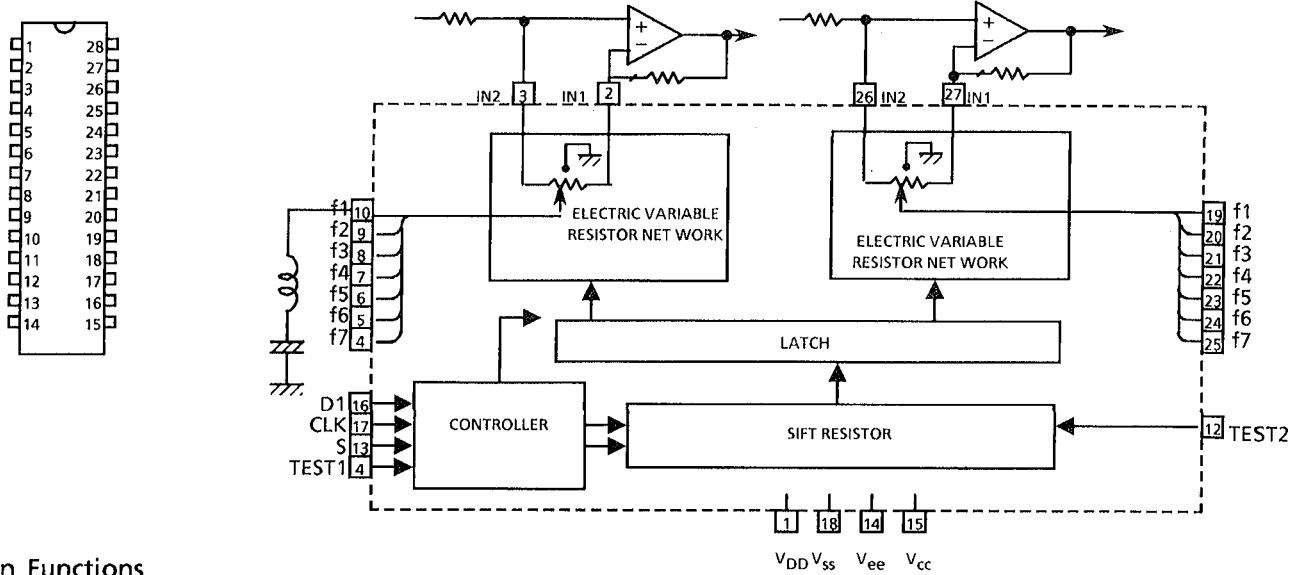 1 28
2 27
3 26
4 25
5 24
6 23
7 22
8 21
9 20
10 19
11 18
12 17
13 16
14 15
+
−
+
−
IN2 3 IN1 2
26 IN2 27 IN1
ELECTRIC VARIABLE
RESISTOR NET WORK
ELECTRIC VARIABLE
RESISTOR NET WORK
f1 10
f2 9
f3 8
f4 7
f5 6
f6 5
f7 4
19 f1
20 f2
21 f3
22 f4
23 f5
24 f6
25 f7
LATCH
D1 16
CLK 17
S 13
TEST1 4
CONTROLLER
SIFT RESISTOR
12 TEST2
1 18 14 15
VDD Vss Vee Vcc
n Functions